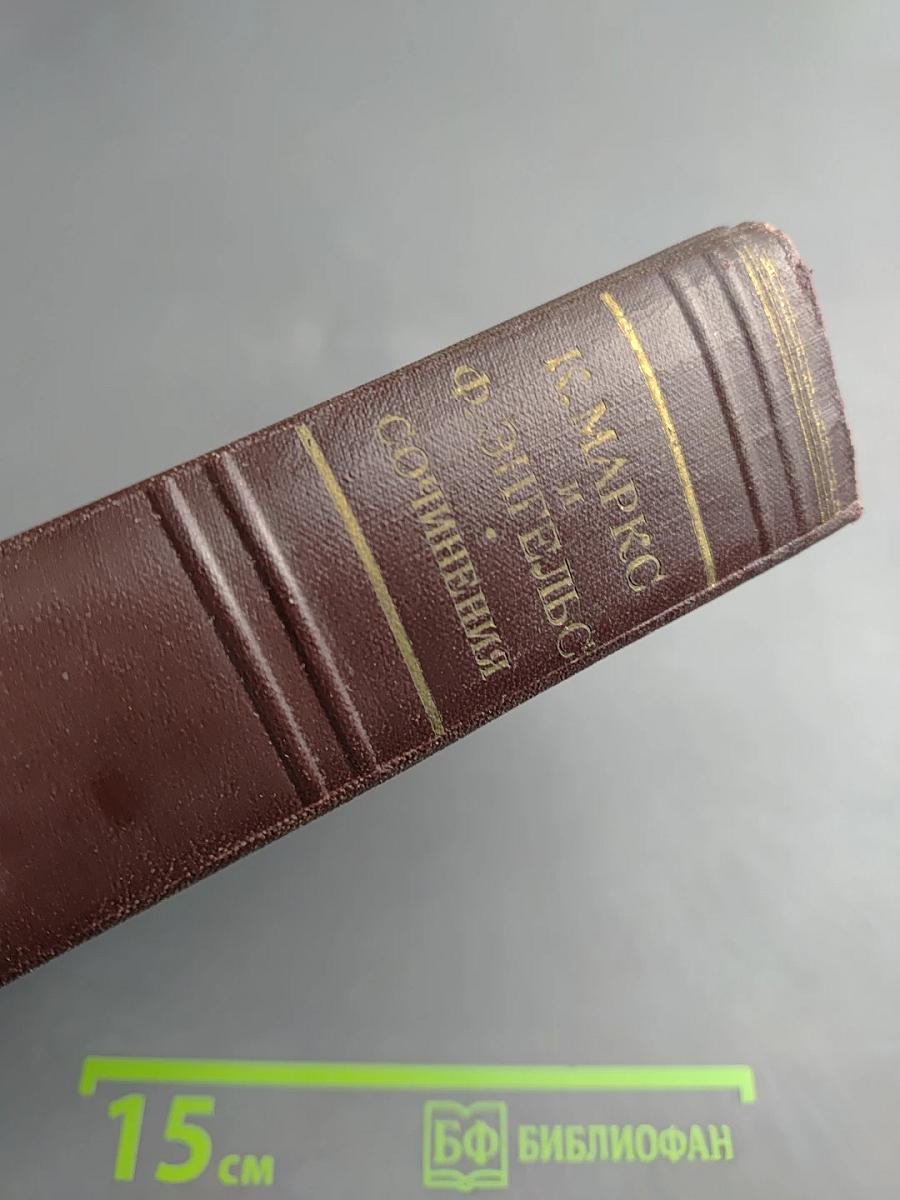 К. МАРКС
и
Ф. ЭНГЕЛЬС
СОЧИНЕНИЯ
15 см
БФ БИБЛИОФАН